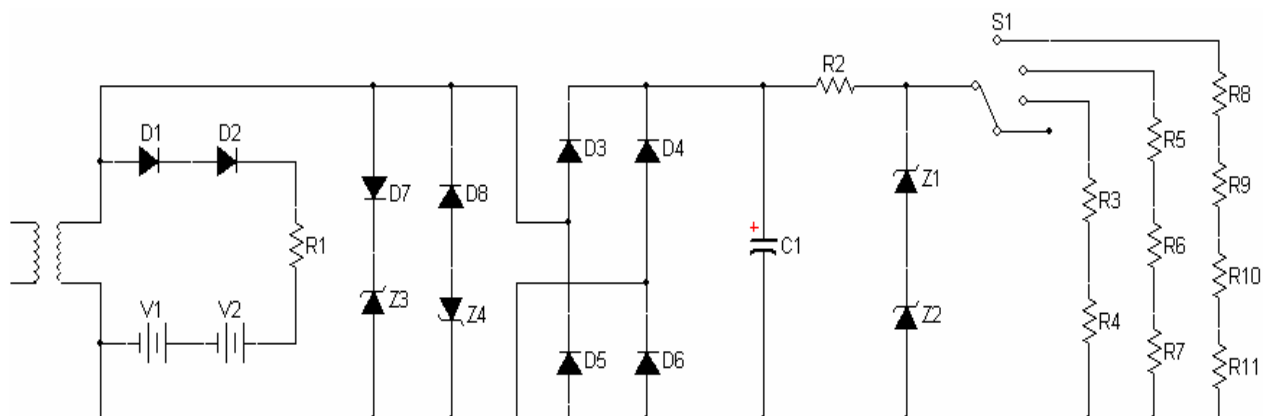 S1
R2
R8
D1
D2
D3
D4
R5
Z1
D7
D8
R9
R3
+
R1
C1
R6
R10
V1
V2
Z3
Z4
Z2
R4
D5
D6
R7
R11